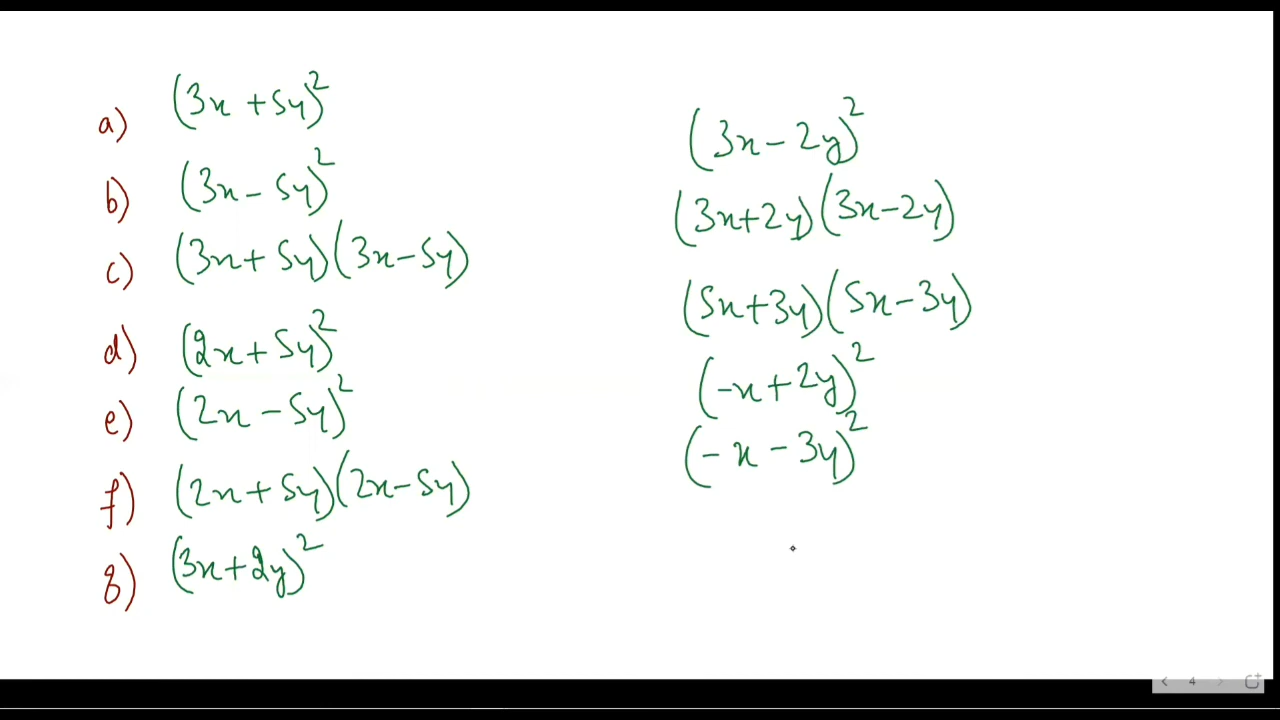 a) (3x + 5y)²
b) (3x - 5y)²
c) (3x + 5y)(3x - 5y)
d) (2x + 5y)²
e) (2x - 5y)²
f) (2x + 5y)(2x - 5y)
g) (3x + 2y)²
(3x - 2y)²
(3x + 2y)(3x - 2y)
(5x + 3y)(5x - 3y)
(-x + 2y)²
(-x - 3y)²
< 4 >